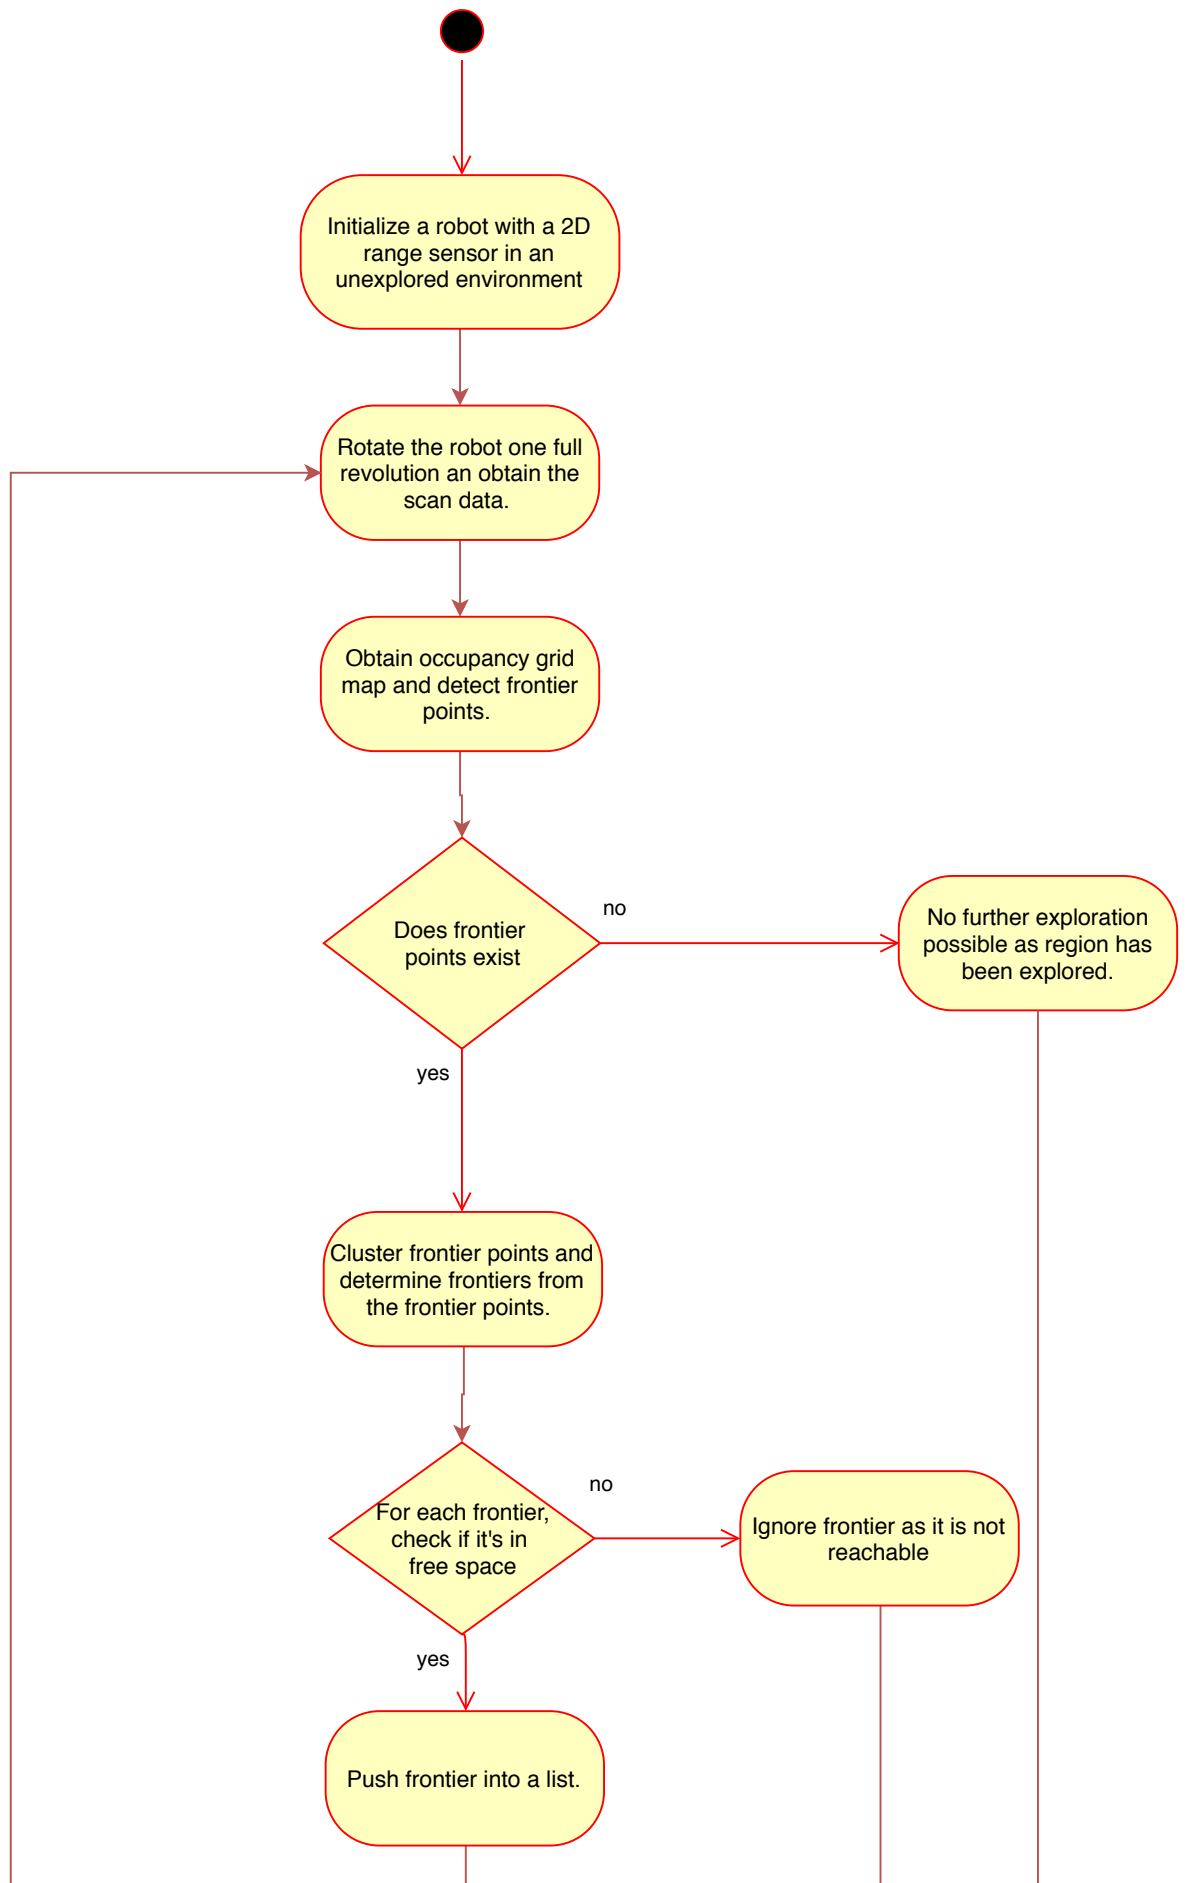 Initialize a robot with a 2D
range sensor in an
unexplored environment
Rotate the robot one full
revolution an obtain the
scan data.
Obtain occupancy grid
map and detect frontier
points.
Does frontier
points exist
no
No further exploration
possible as region has
been explored.
yes
Cluster frontier points and
determine frontiers from
the frontier points.
For each frontier,
check if it's in
free space
no
Ignore frontier as it is not
reachable
yes
Push frontier into a list.